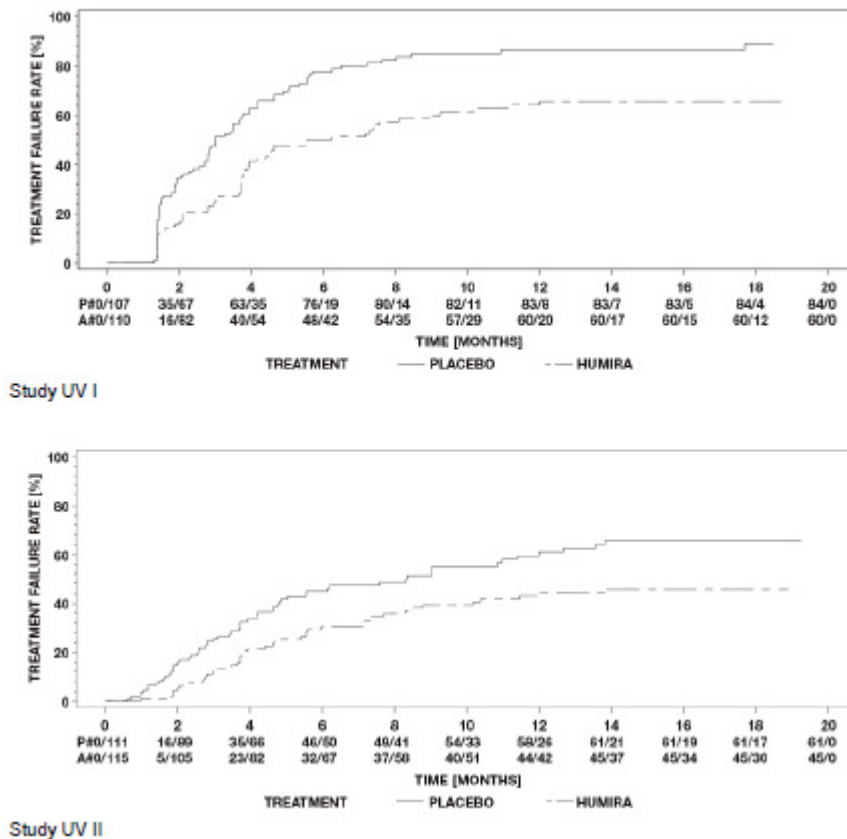 TREATMENT FAILURE RATE [%]
100
80
60
40
20
0
0 2 4 6 8 10 12 14 16 18 20
P#0/107 35/67 63/35 76/19 80/14 82/11 83/8 83/7 83/5 84/4 84/0
A#0/110 16/82 40/54 48/42 54/35 57/29 60/20 60/17 60/15 60/12 60/0
TIME [MONTHS]
TREATMENT PLACEBO HUMIRA
Study UV I
TREATMENT FAILURE RATE [%]
100
80
60
40
20
0
0 2 4 6 8 10 12 14 16 18 20
P#0/111 16/89 35/66 46/50 49/41 54/33 58/26 61/21 61/19 61/17 61/0
A#0/115 5/105 23/82 32/67 37/58 40/51 44/42 45/37 45/34 45/30 45/0
TIME [MONTHS]
TREATMENT PLACEBO HUMIRA
Study UV II